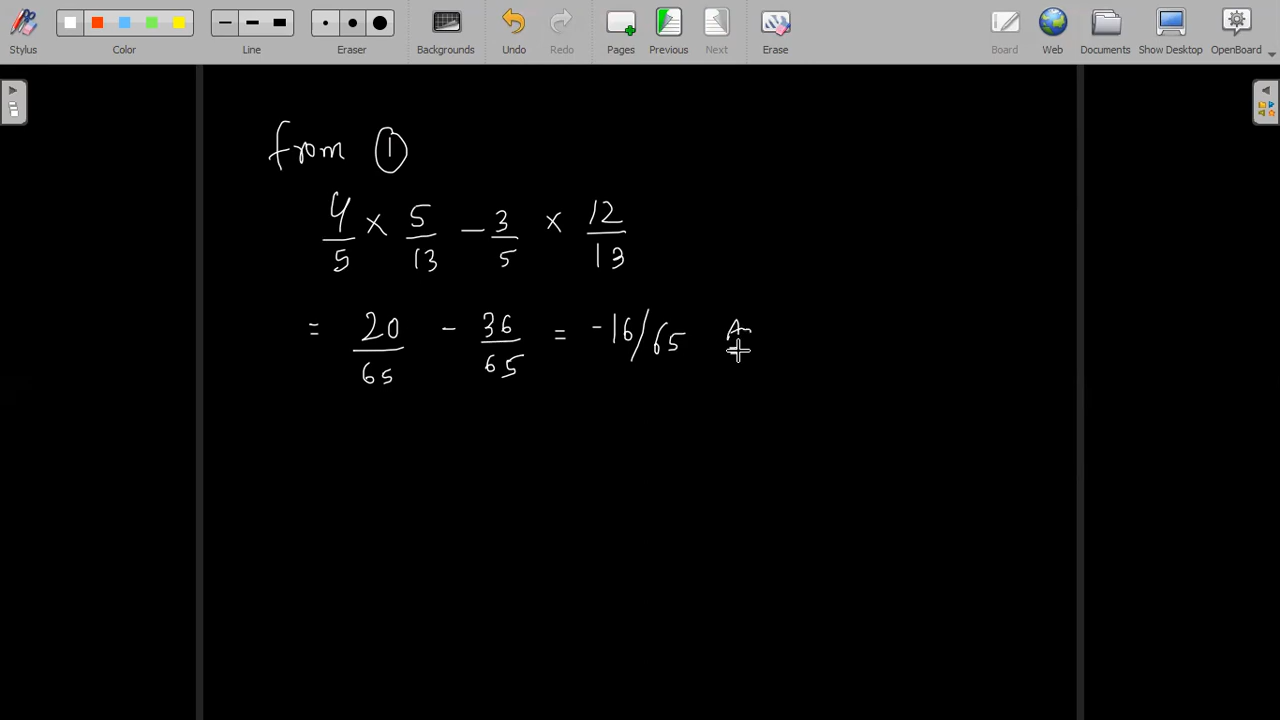 Stylus Color Line Eraser Backgrounds Undo Redo Pages Previous Next Erase Board Web Documents Show Desktop OpenBoard
from ①
4/5 × 5/13 - 3/5 × 12/13
= 20/65 - 36/65 = -16/65 A